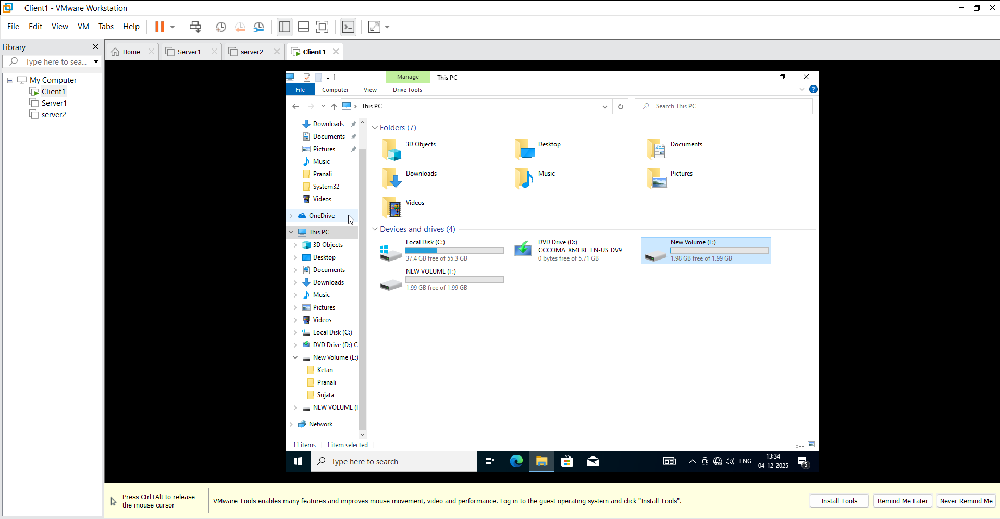 Client1 - VMware Workstation
File Edit View VM Tabs Help
Library
Type here to sea...
My Computer
Client1
Server1
server2
Home
Server1
server2
Client1
Manage
This PC
File
Computer
View
Drive Tools
This PC
Search This PC
Downloads
Documents
Pictures
Music
Pranali
System32
Videos
OneDrive
This PC
3D Objects
Desktop
Documents
Downloads
Music
Pictures
Videos
Local Disk (C:)
DVD Drive (D:) C
New Volume (E:)
Ketan
Pranali
Sujata
NEW VOLUME (F
Network
Folders (7)
3D Objects
Desktop
Documents
Downloads
Music
Pictures
Videos
Devices and drives (4)
Local Disk (C:)
37.4 GB free of 55.3 GB
DVD Drive (D:)
CCCOMA_X64FRE_EN-US_DV9
0 bytes free of 5.71 GB
New Volume (E:)
1.98 GB free of 1.99 GB
NEW VOLUME (F:)
1.99 GB free of 1.99 GB
11 items
1 item selected
Type here to search
ENG
13:34
04-12-2025
5
Press Ctrl+Alt to release
the mouse cursor
VMware Tools enables many features and improves mouse movement, video and performance. Log in to the guest operating system and click "Install Tools".
Install Tools
Remind Me Later
Never Remind Me